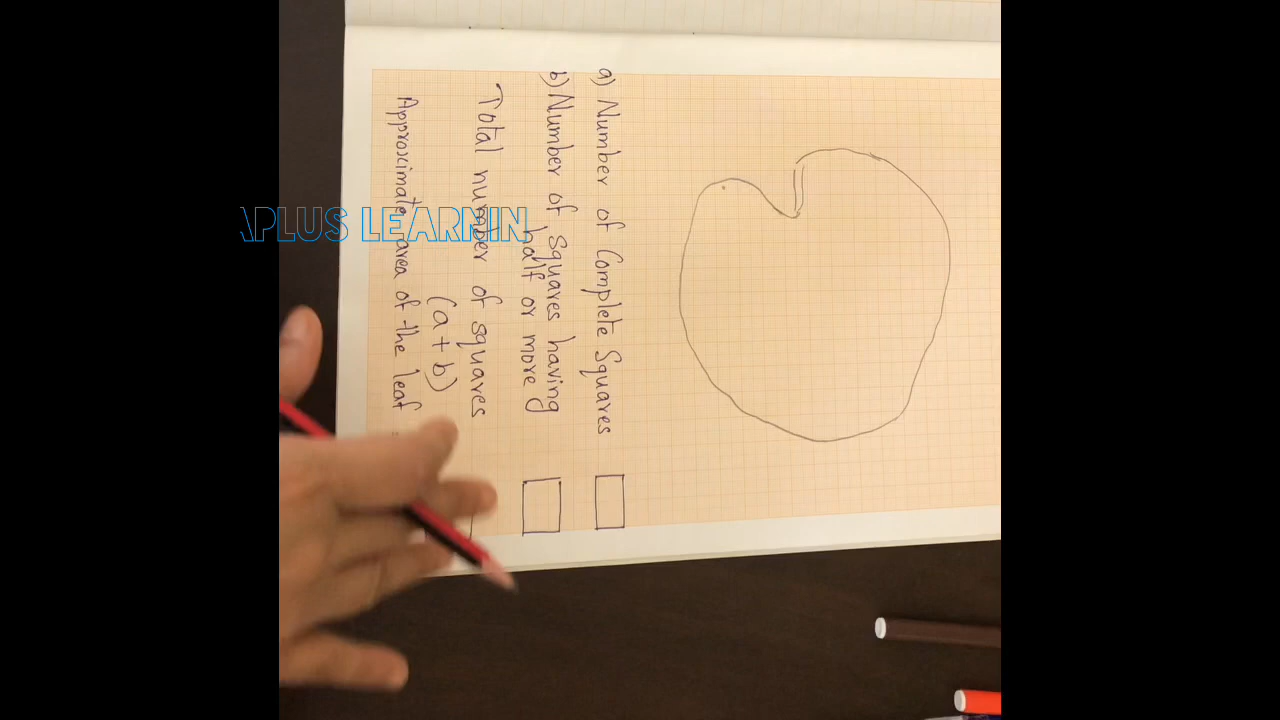 a) Number of Complete Squares
b) Number of squares having
half or more
Total number of squares
(a + b)
Approximate area of the leaf
APLUS LEARNIN